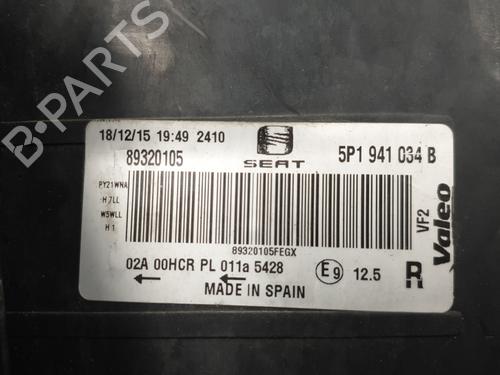 18/12/15 19:49 2410
89320105
SEAT
5P1 941 034 B
PY21WNA
H7LL
W5WLL
H1
89320105FEGX
VF2
Valeo
02A 00HCR PL 011a 5428
E9 12.5
R
MADE IN SPAIN
B-PARTS